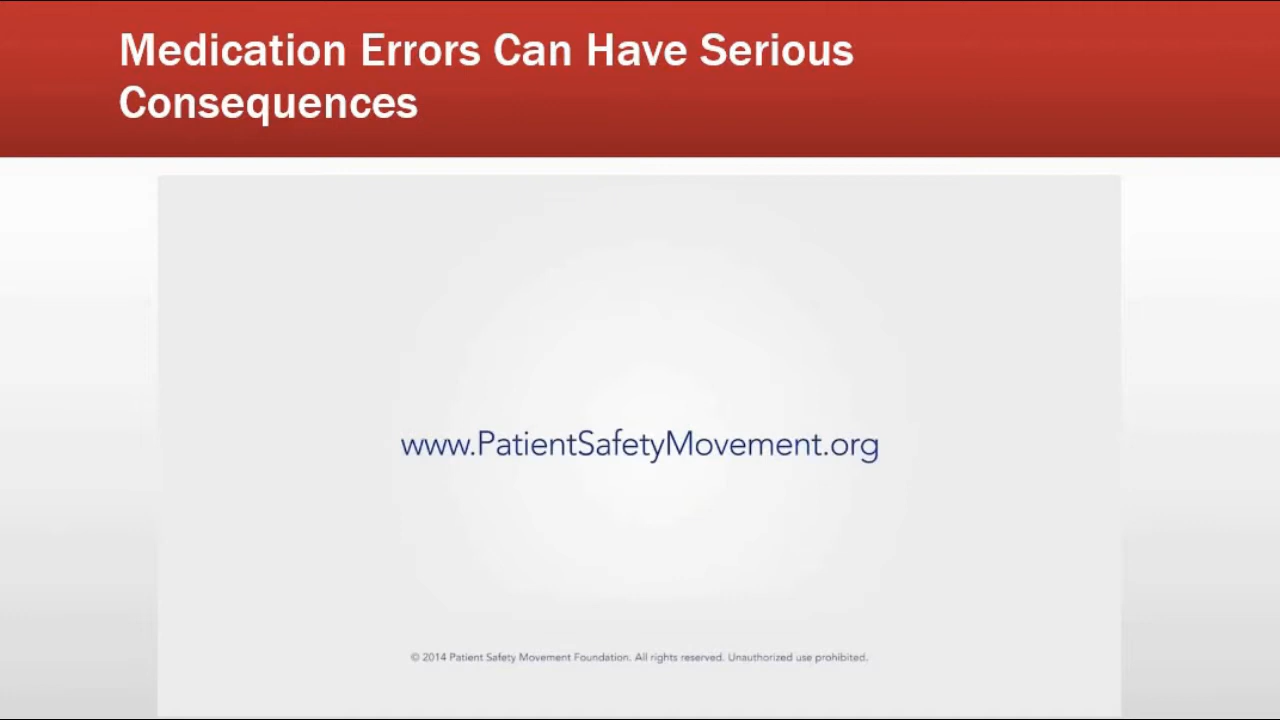 Medication Errors Can Have Serious
Consequences
www.PatientSafetyMovement.org
© 2014 Patient Safety Movement Foundation. All rights reserved. Unauthorized use prohibited.